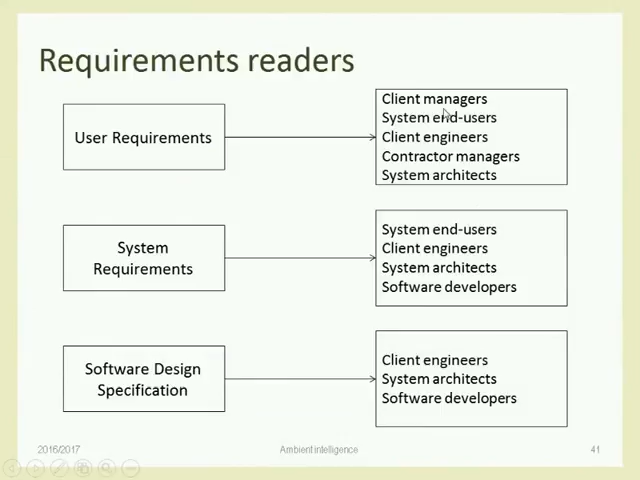 Requirements readers
User Requirements
Client managers
System end-users
Client engineers
Contractor managers
System architects
System
Requirements
System end-users
Client engineers
System architects
Software developers
Software Design
Specification
Client engineers
System architects
Software developers
2016/2017
Ambient intelligence
41